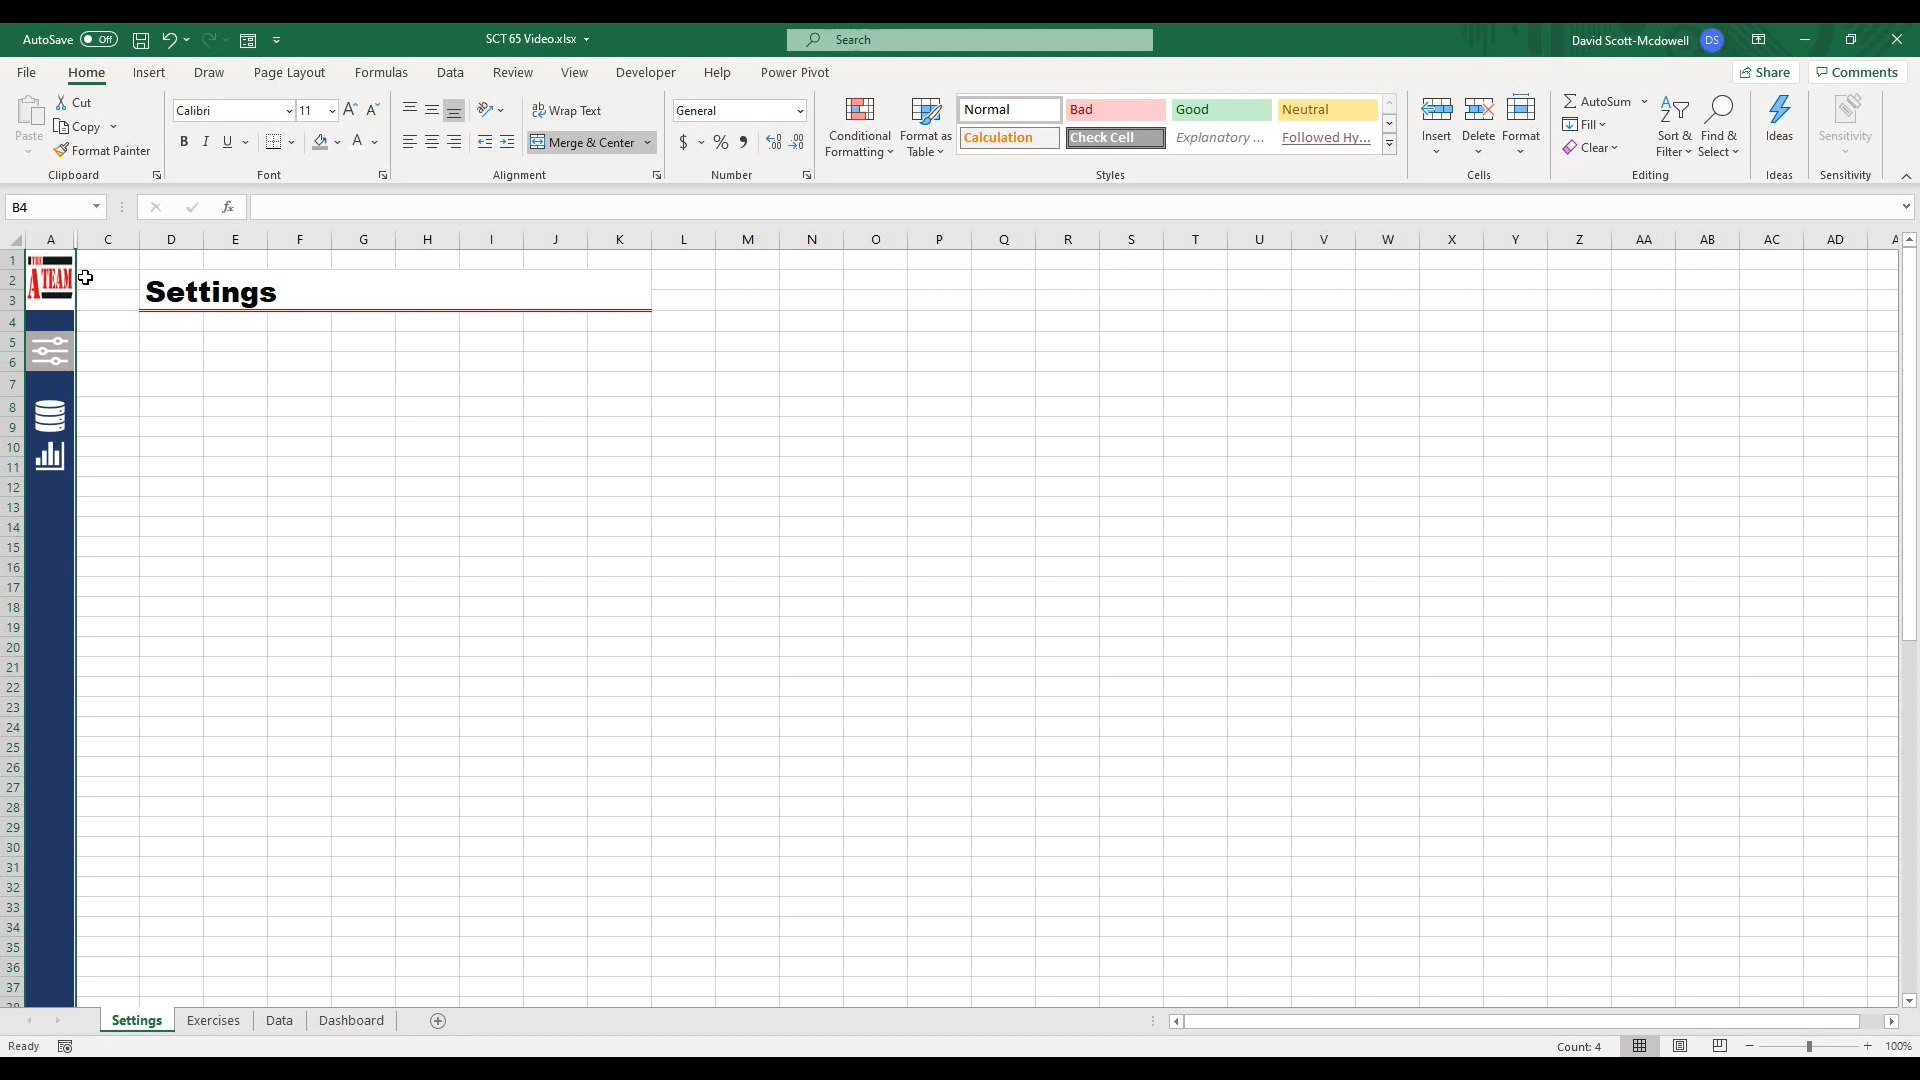 AutoSave Off SCT 65 Video.xlsx Search David Scott-Mcdowell DS
File Home Insert Draw Page Layout Formulas Data Review View Developer Help Power Pivot Share Comments
Paste Cut Copy Format Painter Clipboard
Calibri 11 B I U A Font
Wrap Text Merge & Center Alignment
General $ % Number
Conditional Formatting Format as Table
Normal Bad Good Neutral
Calculation Check Cell Explanatory ... Followed Hy...
Styles
Insert Delete Format Cells
AutoSum Fill Clear Sort & Filter Find & Select Editing
Ideas Ideas
Sensitivity Sensitivity
B4 fx
A C D E F G H I J K L M N O P Q R S T U V W X Y Z AA AB AC AD A
1
2
3
4
5
6
7
8
9
10
11
12
13
14
15
16
17
18
19
20
21
22
23
24
25
26
27
28
29
30
31
32
33
34
35
36
37
38
THE
A TEAM
Settings
Settings Exercises Data Dashboard
Ready Count: 4 100%